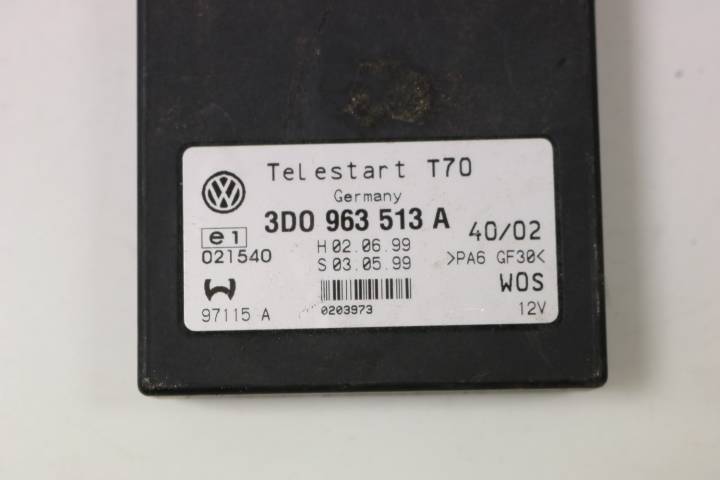 Telestart T70
Germany
3D0 963 513 A
e1
021540
H 02.06.99
S 03.05.99
40/02
>PA6 GF30<
WOS
97115 A
0203973
12V